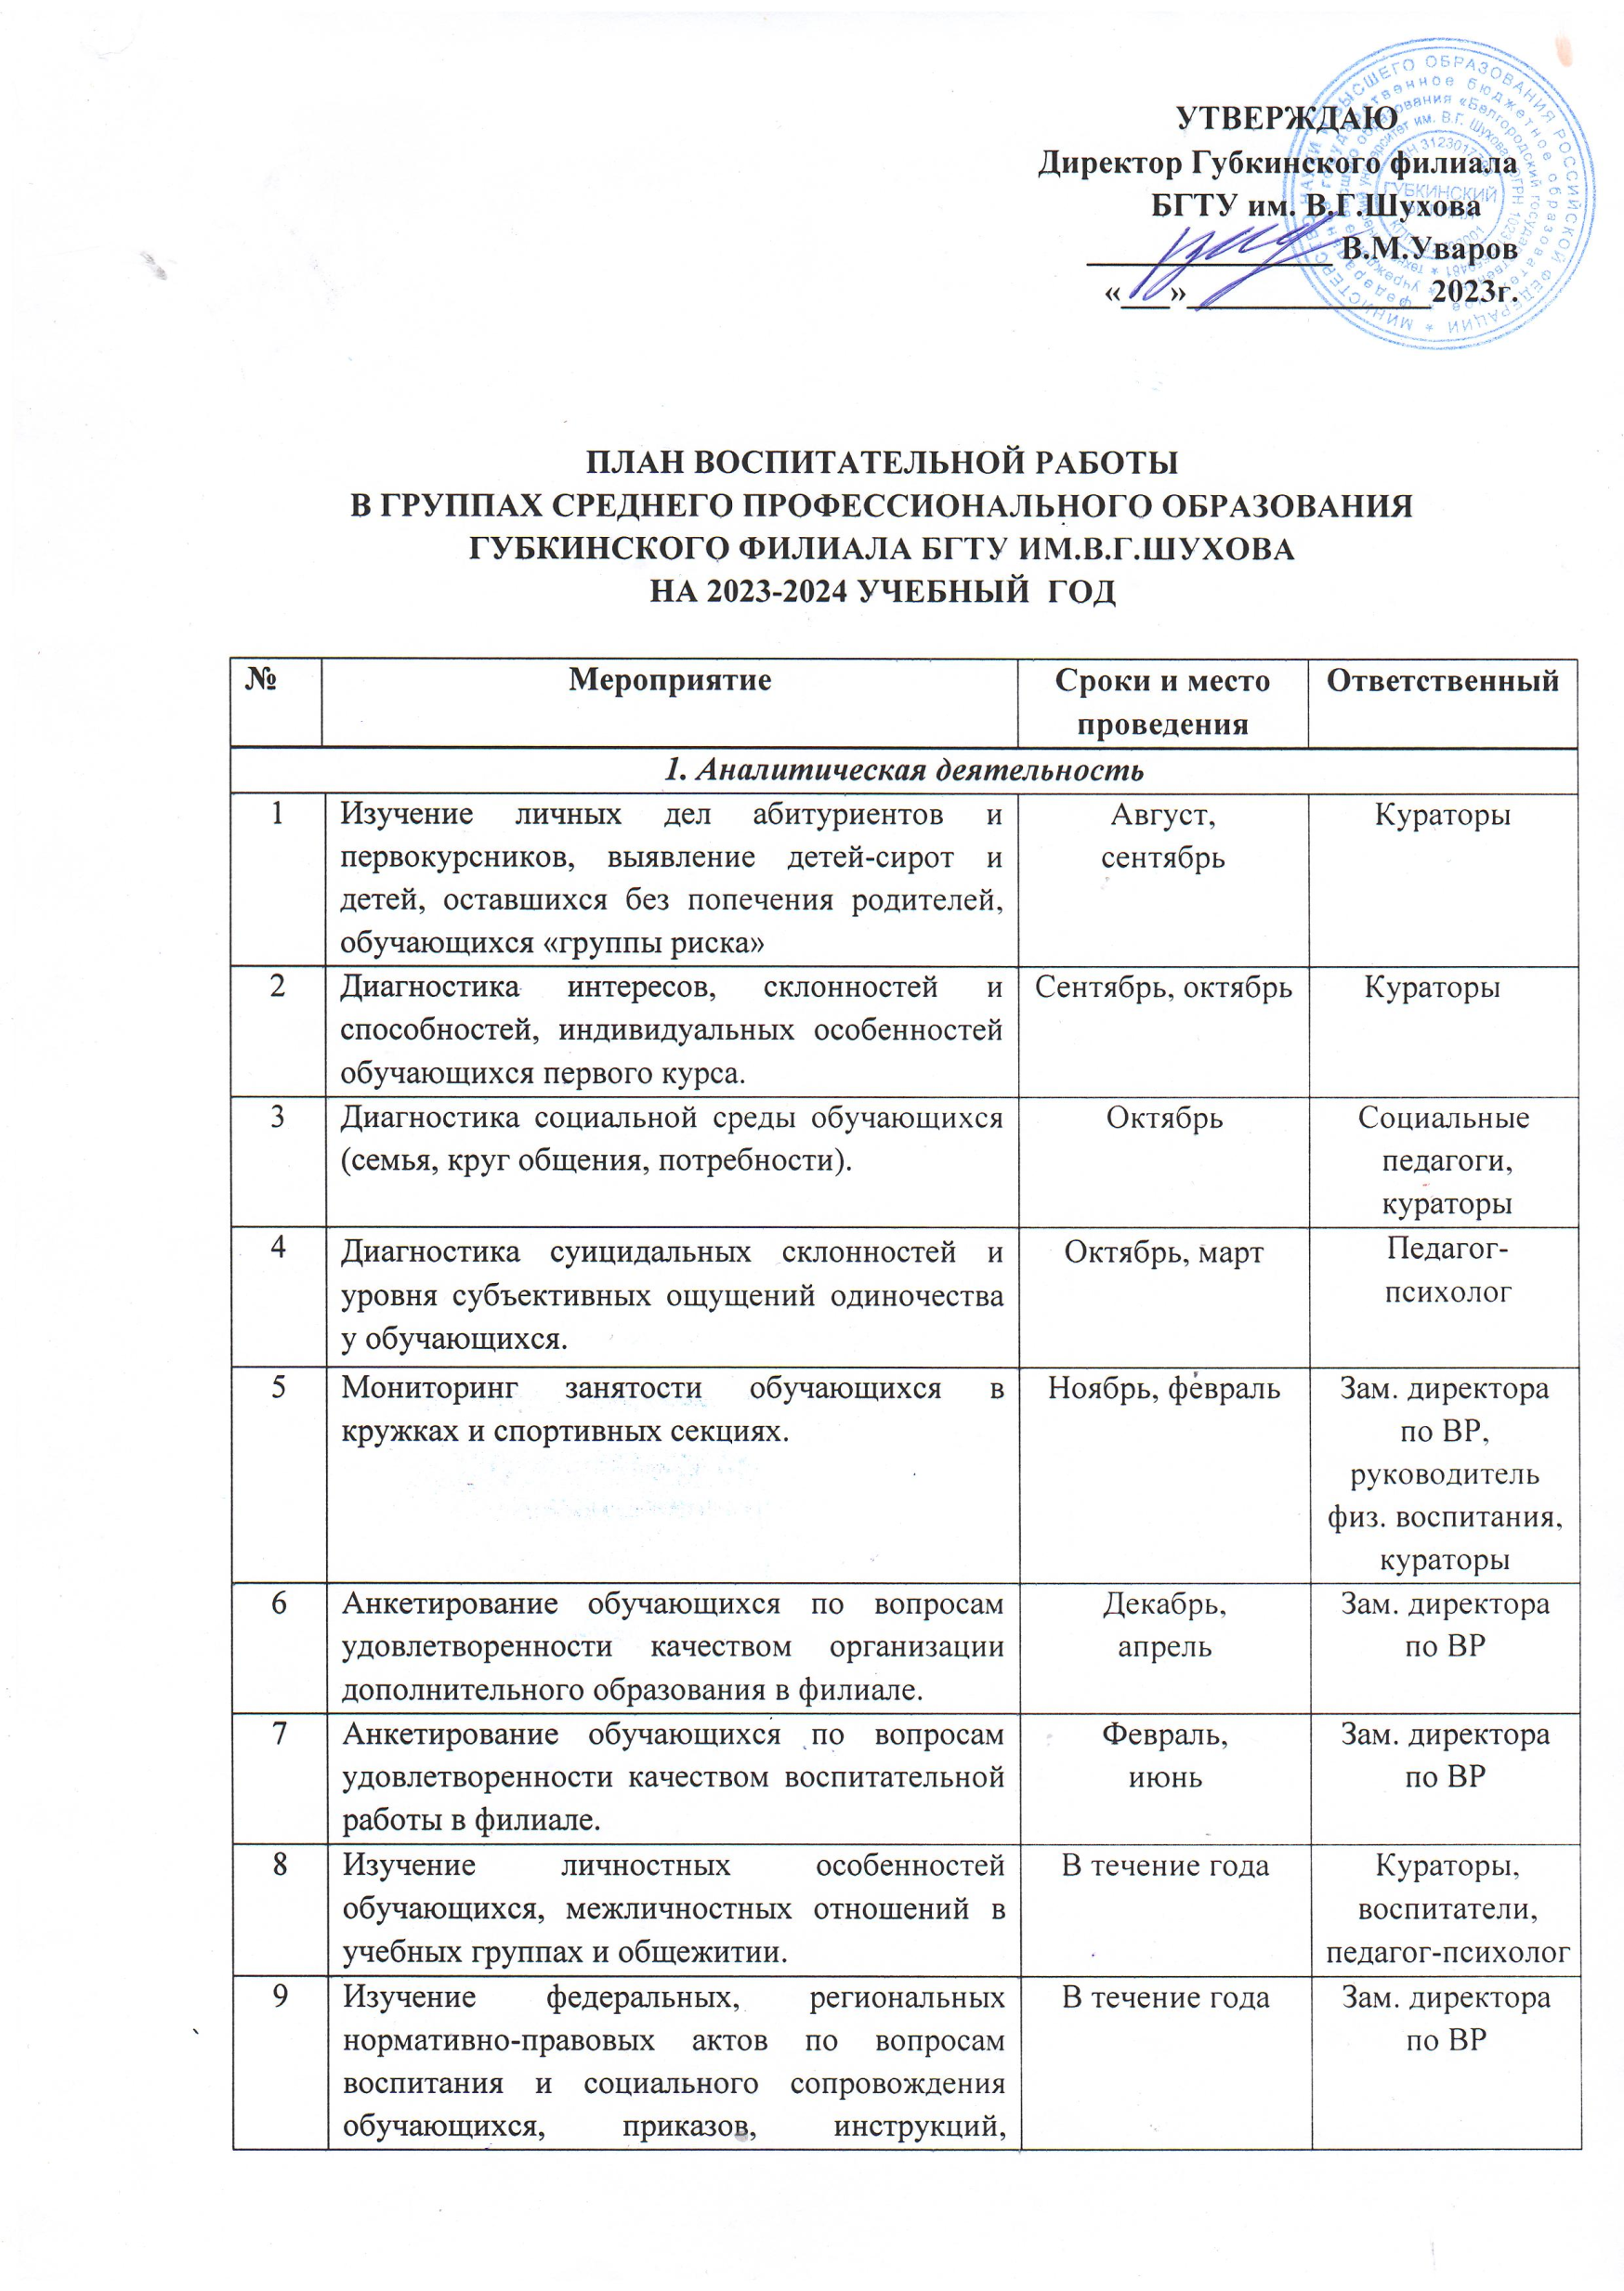 УТВЕРЖДАЮ
Директор Губкинского филиала
БГТУ им. В.Г.Шухова
В.М.Уваров
«___»_______________2023г.
ГУБКИНСКИЙ
ПЛАН ВОСПИТАТЕЛЬНОЙ РАБОТЫ
В ГРУППАХ СРЕДНЕГО ПРОФЕССИОНАЛЬНОГО ОБРАЗОВАНИЯ
ГУБКИНСКОГО ФИЛИАЛА БГТУ ИМ.В.Г.ШУХОВА
НА 2023-2024 УЧЕБНЫЙ ГОД
№ Мероприятие Сроки и место Ответственный
проведения
1. Аналитическая деятельность
1 Изучение личных дел абитуриентов и Август, Кураторы
первокурсников, выявление детей-сирот и сентябрь
детей, оставшихся без попечения родителей,
обучающихся «группы риска»
2 Диагностика интересов, склонностей и Сентябрь, октябрь Кураторы
способностей, индивидуальных особенностей
обучающихся первого курса.
3 Диагностика социальной среды обучающихся Октябрь Социальные
(семья, круг общения, потребности). педагоги,
кураторы
4 Диагностика суицидальных склонностей и Октябрь, март Педагог-
уровня субъективных ощущений одиночества психолог
у обучающихся.
5 Мониторинг занятости обучающихся в Ноябрь, февраль Зам. директора
кружках и спортивных секциях. по ВР,
руководитель
физ. воспитания,
кураторы
6 Анкетирование обучающихся по вопросам Декабрь, Зам. директора
удовлетворенности качеством организации апрель по ВР
дополнительного образования в филиале.
7 Анкетирование обучающихся по вопросам Февраль, Зам. директора
удовлетворенности качеством воспитательной июнь по ВР
работы в филиале.
8 Изучение личностных особенностей В течение года Кураторы,
обучающихся, межличностных отношений в воспитатели,
учебных группах и общежитии. педагог-психолог
9 Изучение федеральных, региональных В течение года Зам. директора
нормативно-правовых актов по вопросам по ВР
воспитания и социального сопровождения
обучающихся, приказов, инструкций,